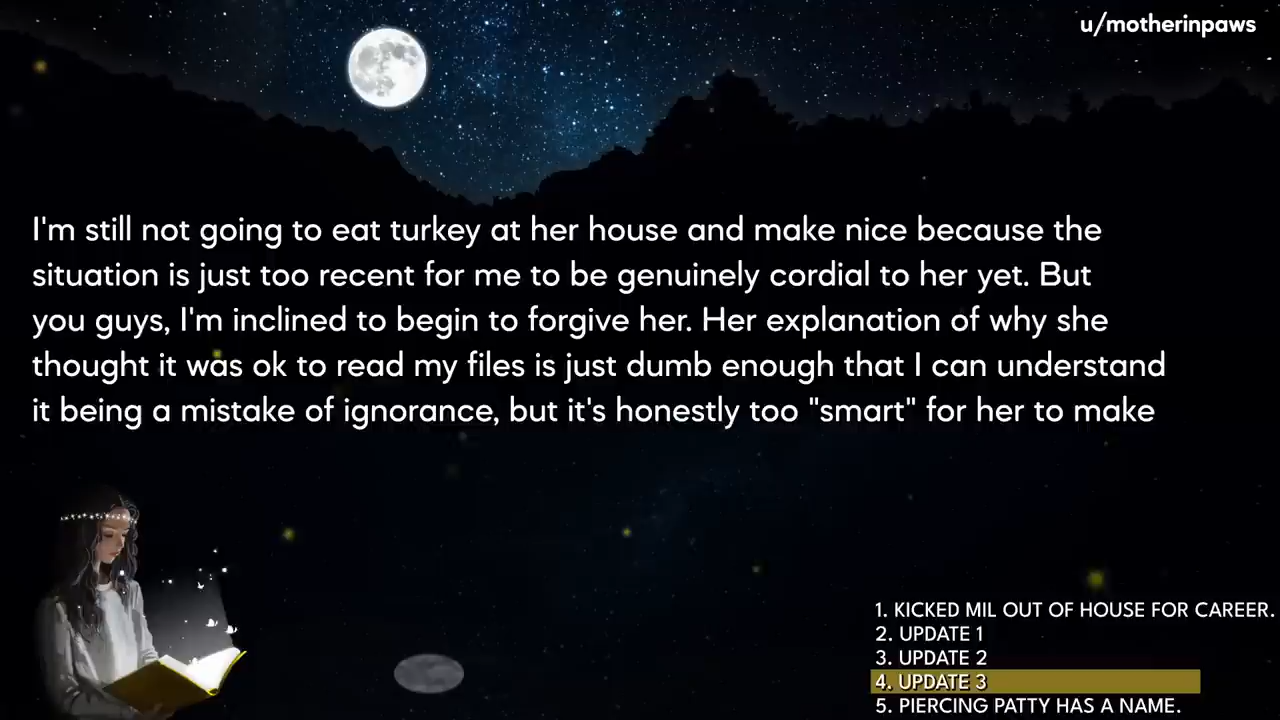 u/motherinpaws
I'm still not going to eat turkey at her house and make nice because the
situation is just too recent for me to be genuinely cordial to her yet. But
you guys, I'm inclined to begin to forgive her. Her explanation of why she
thought it was ok to read my files is just dumb enough that I can understand
it being a mistake of ignorance, but it's honestly too "smart" for her to make
1. KICKED MIL OUT OF HOUSE FOR CAREER.
2. UPDATE 1
3. UPDATE 2
4. UPDATE 3
5. PIERCING PATTY HAS A NAME.